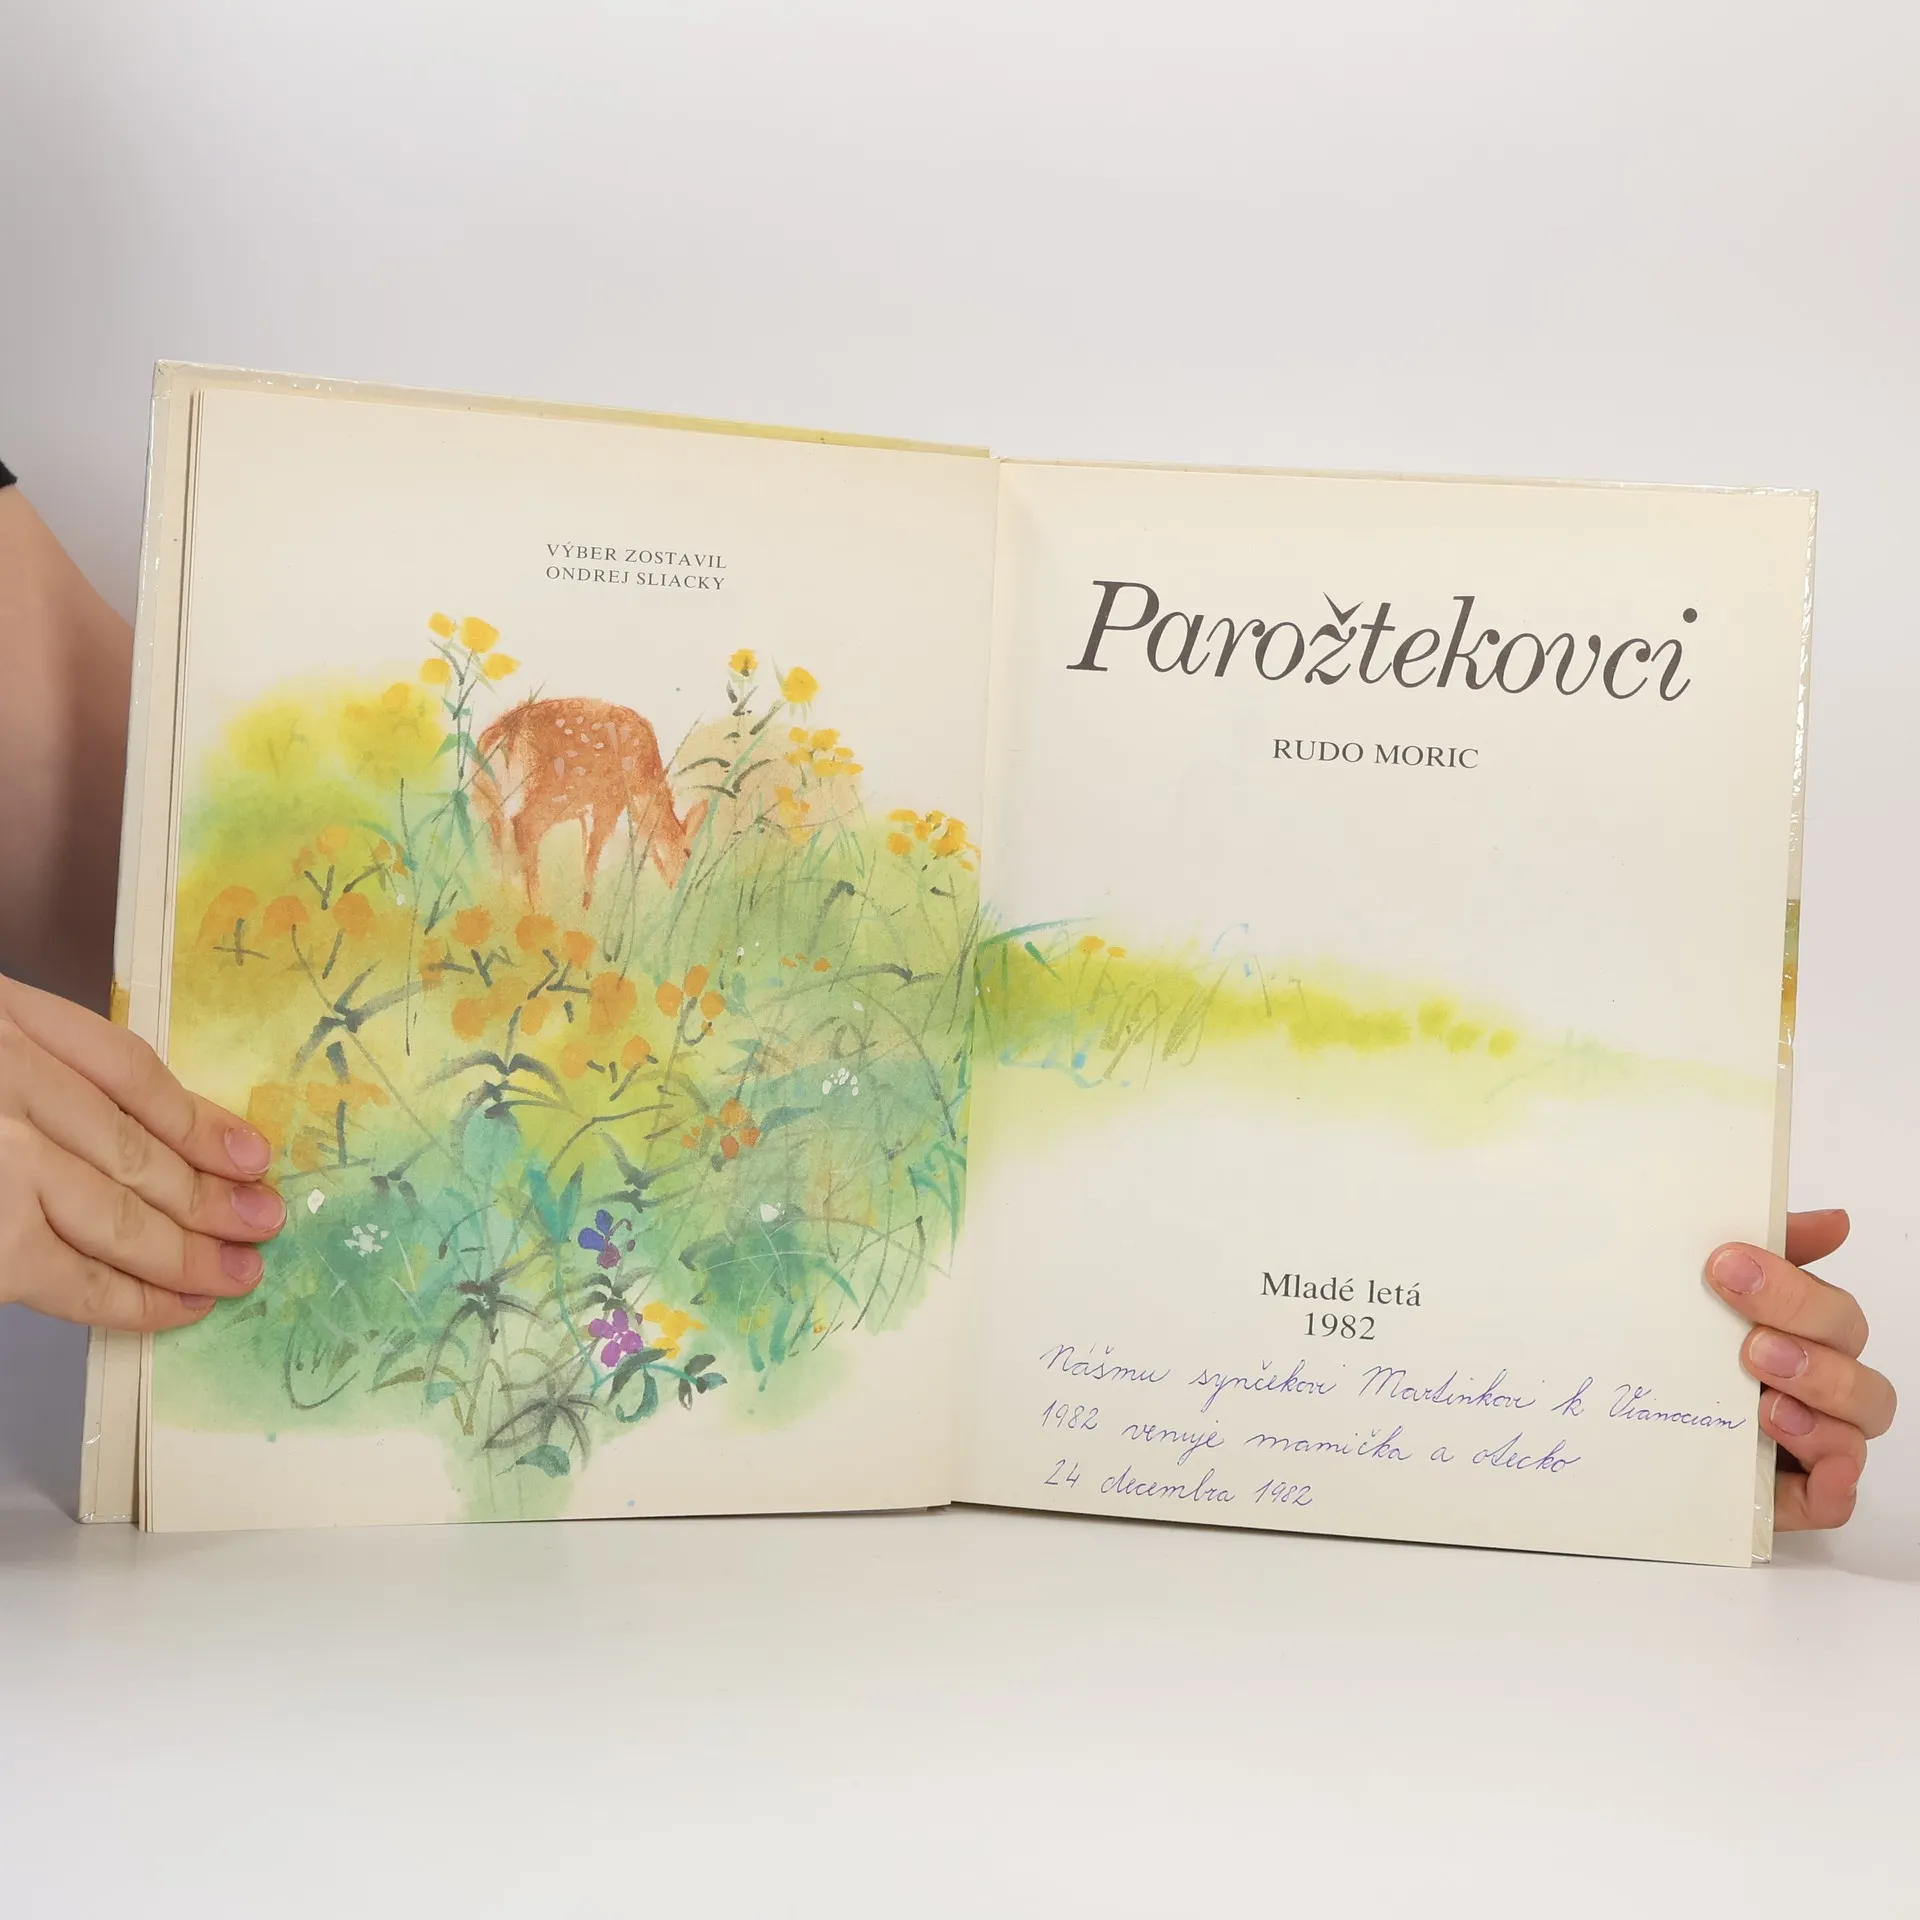 VÝBER ZOSTAVIL
ONDREJ SLIACKY
Parožtekovci
RUDO MORIC
Mladé letá
1982
Nášmu synčekovi Martinkovi k Vianociam
1982 venuje mamička a otecko
24 decembra 1982